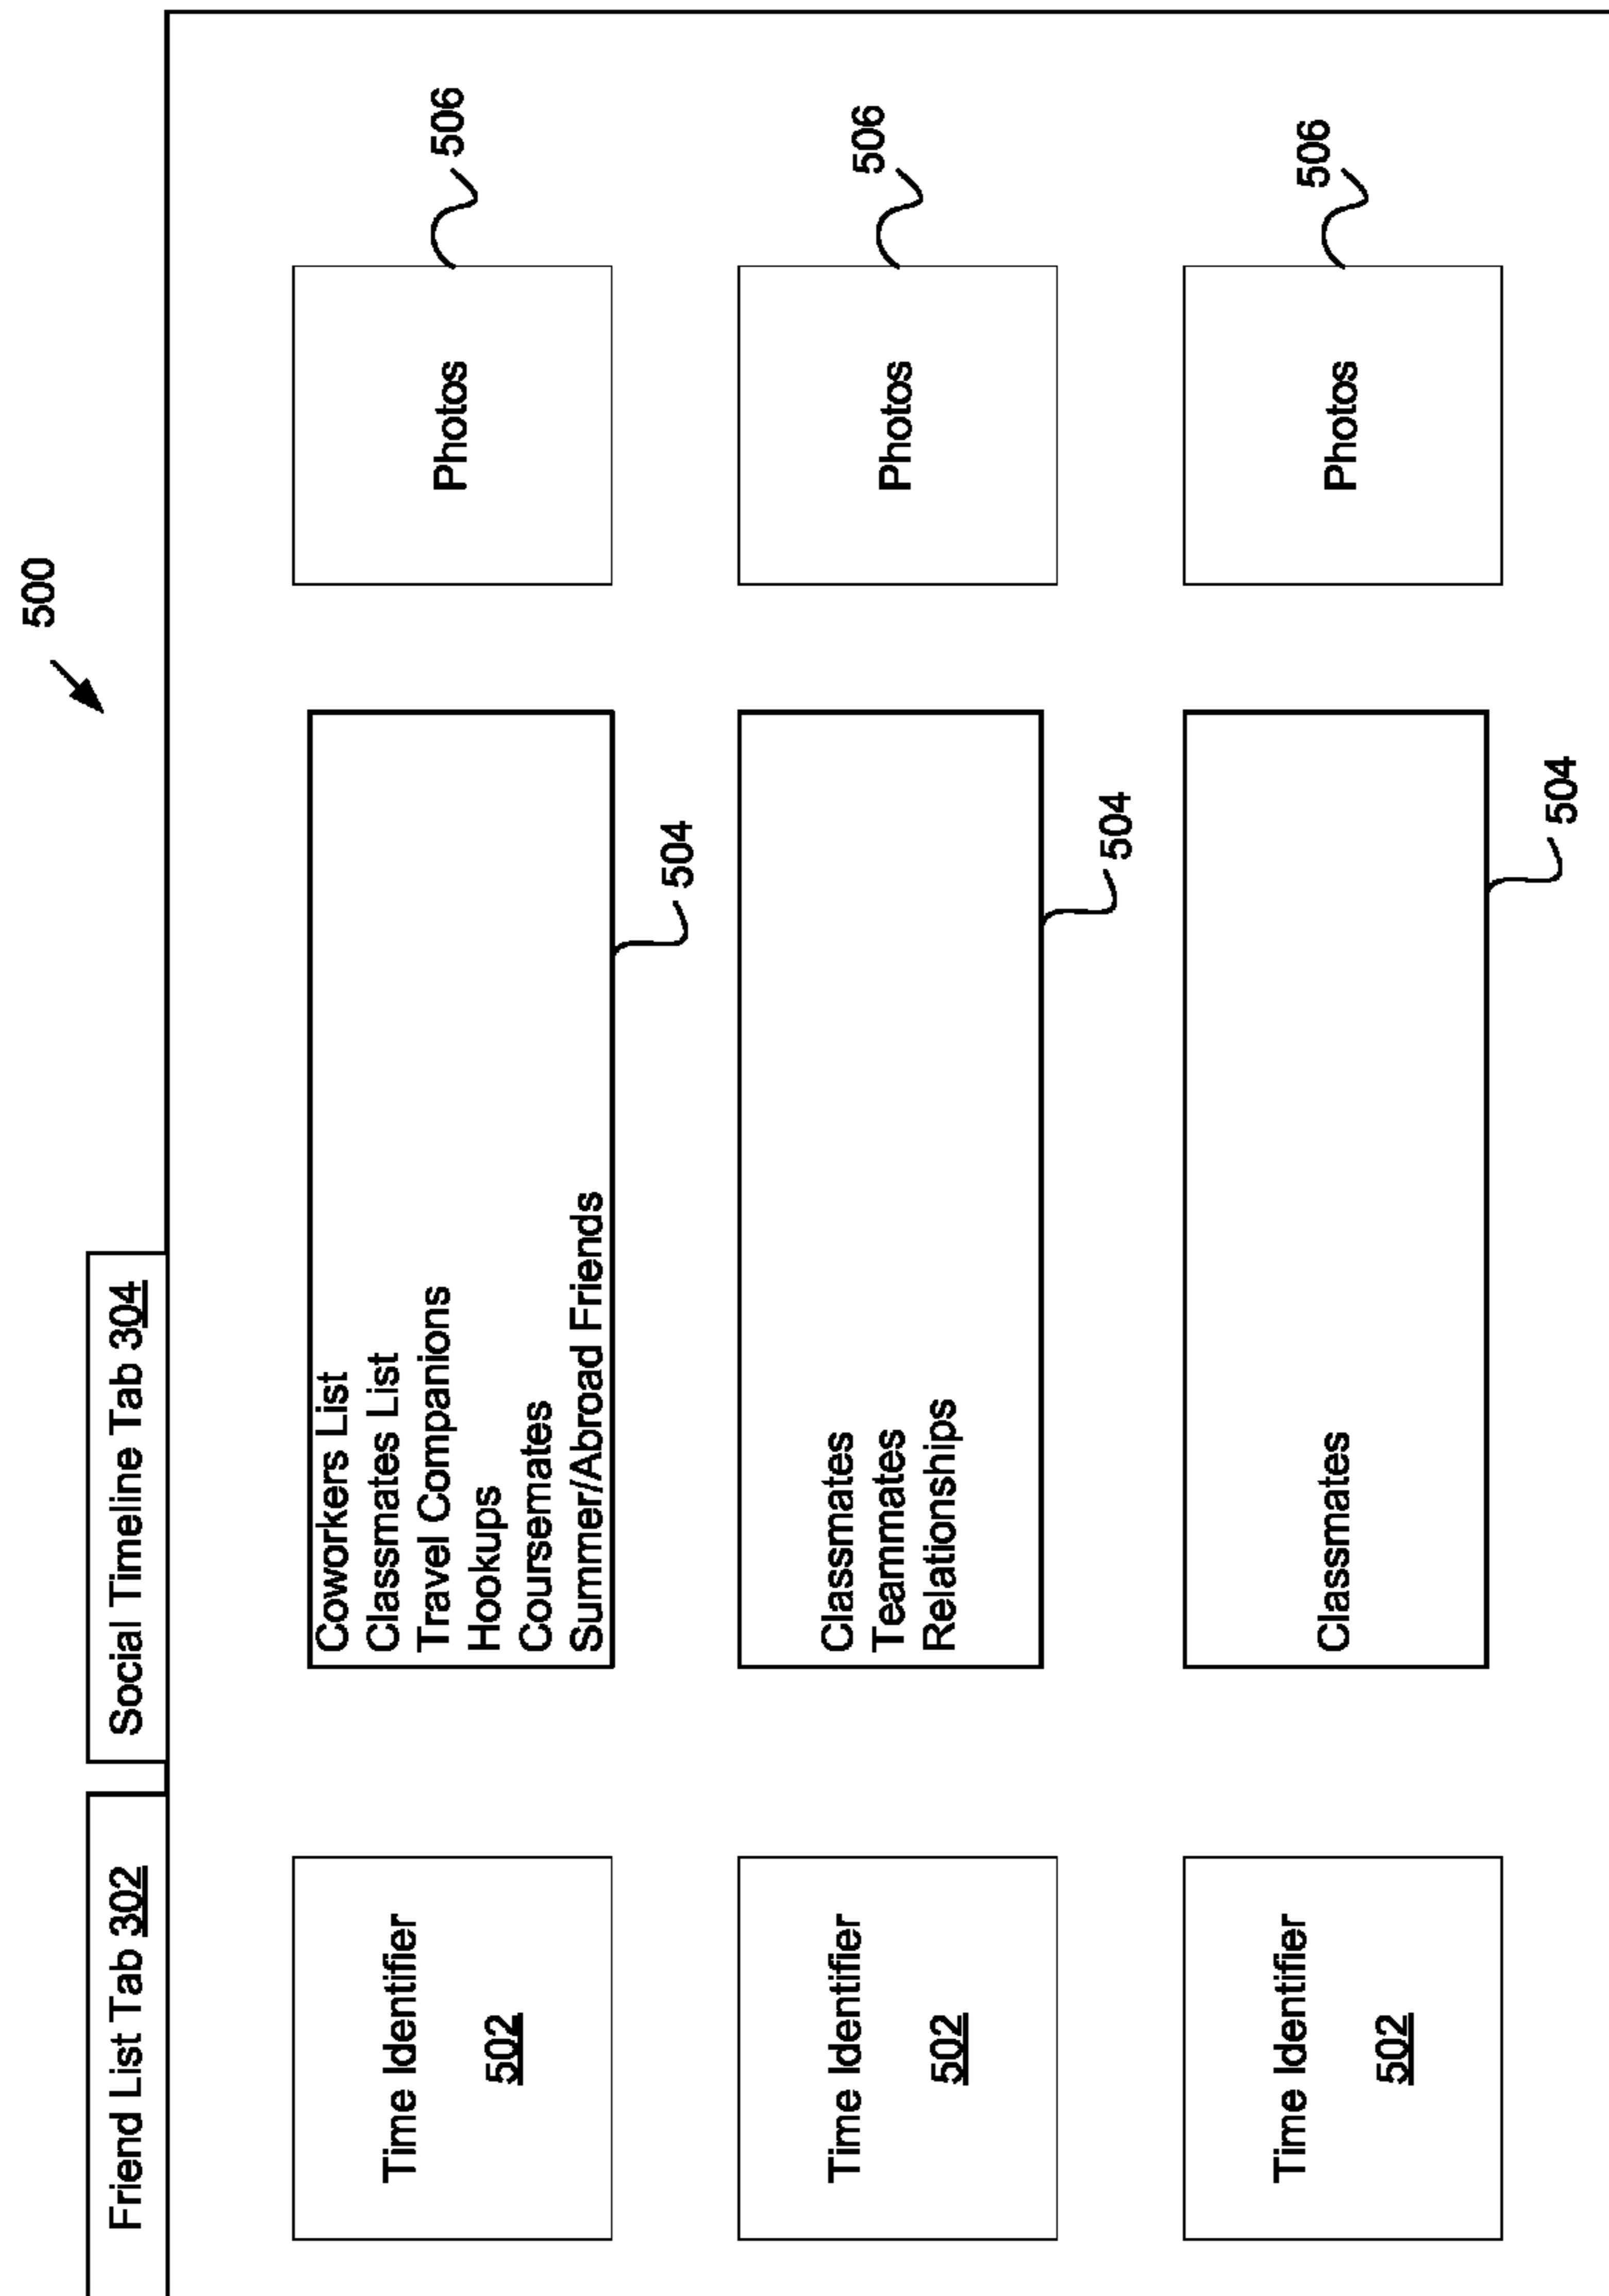 500
Friend List Tab 302
Social Timeline Tab 304
Time Identifier
502
Coworkers List
Classmates List
Travel Companions
Hookups
Coursemates
Summer/Abroad Friends
504
Photos
506
Time Identifier
502
Classmates
Teammates
Relationships
504
Photos
506
Time Identifier
502
Classmates
504
Photos
506